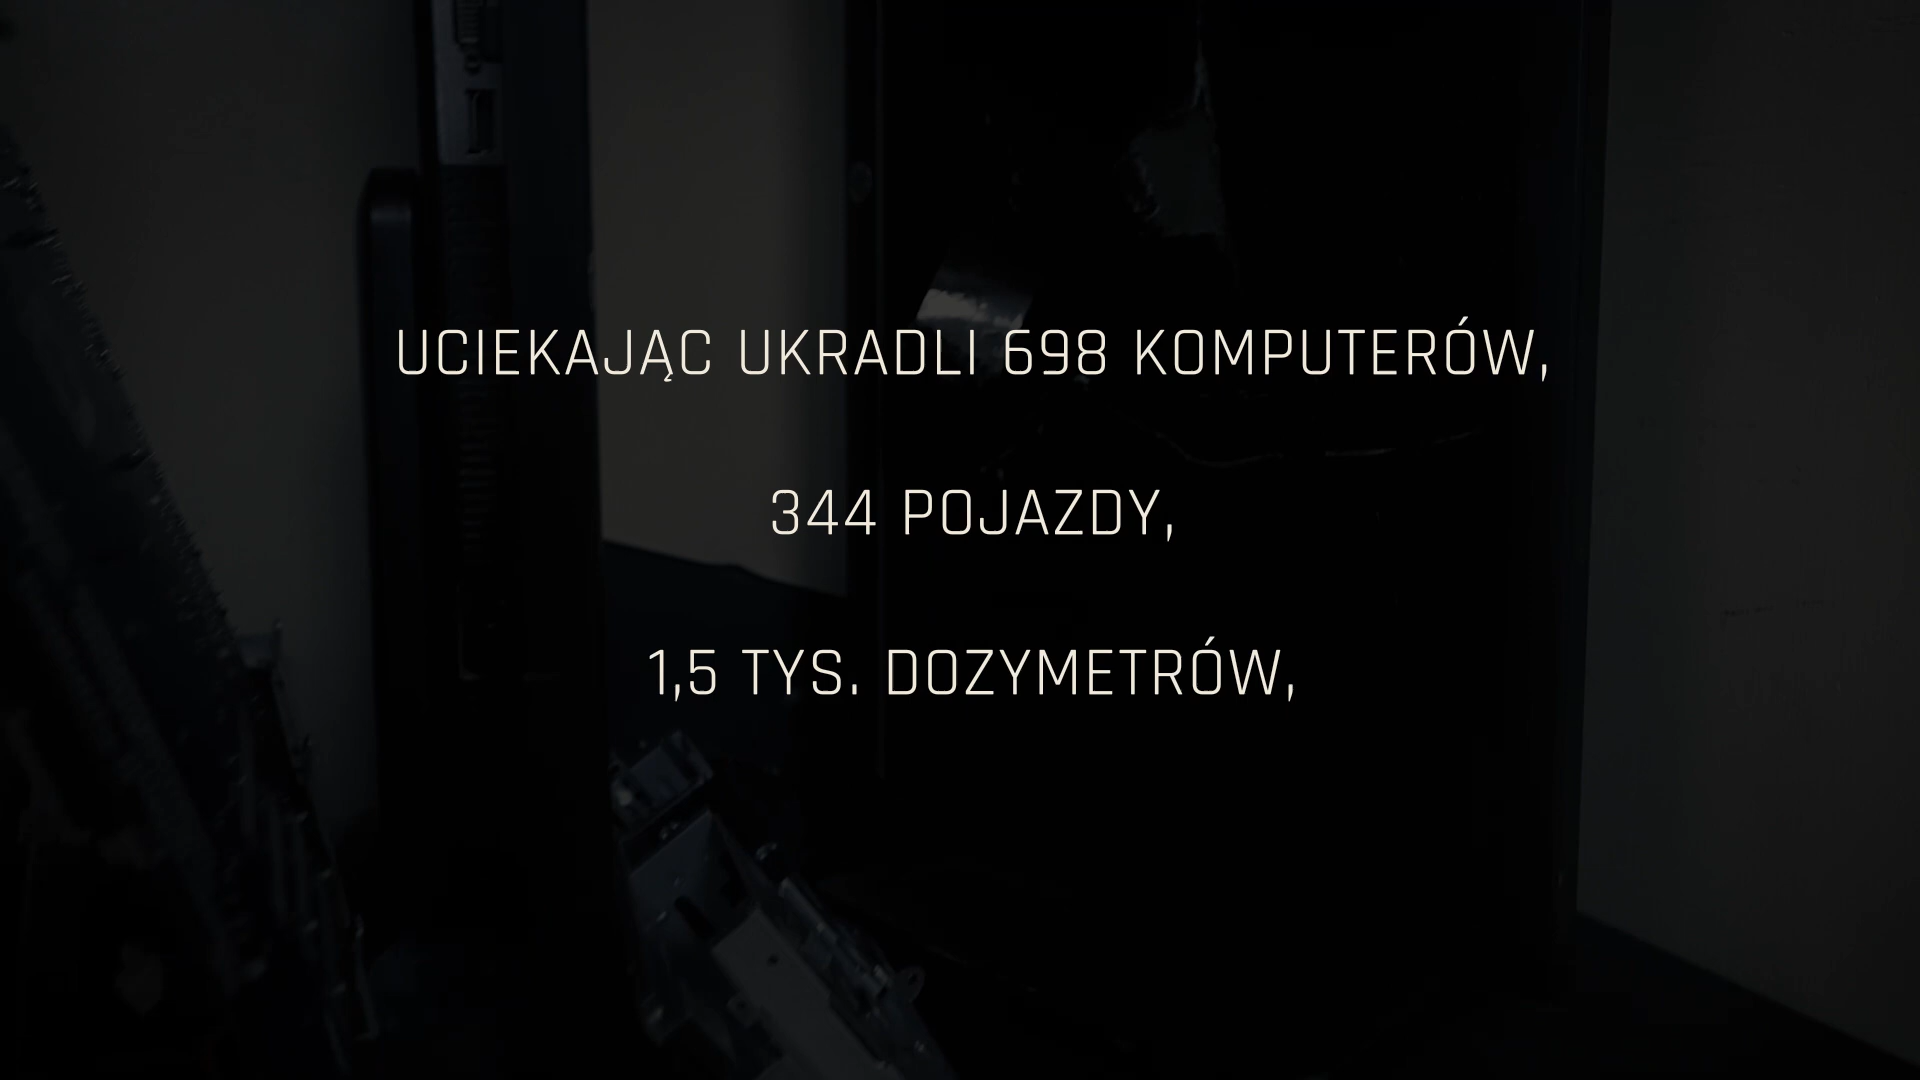 UCIEKAJĄC UKRADLI 698 KOMPUTERÓW,
344 POJAZDY,
1,5 TYS. DOZYMETRÓW,